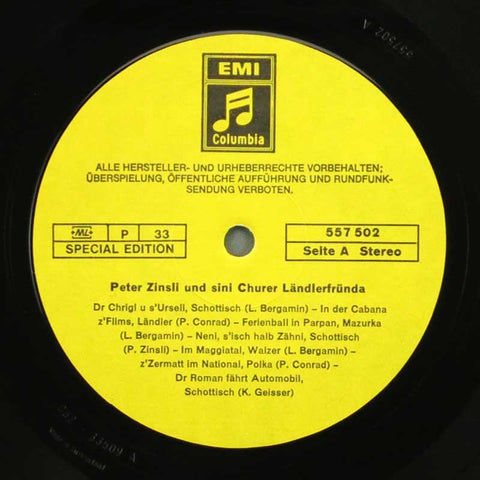 EMI
Columbia
ALLE HERSTELLER- UND URHEBERRECHTE VORBEHALTEN;
ÜBERSPIELUNG, ÖFFENTLICHE AUFFÜHRUNG UND RUNDFUNK-
SENDUNG VERBOTEN.
ML P 33
SPECIAL EDITION
557 502
Seite A Stereo
Peter Zinsli und sini Churer Ländlerfründa
Dr Chrigl u s'Urseli, Schottisch (L. Bergamin) – In der Cabana
z'Flims, Ländler (P. Conrad) – Ferienball in Parpan, Mazurka
(L. Bergamin) – Neni, s'isch halb Zähni, Schottisch
(P. Zinsli) – Im Maggiatal, Walzer (L. Bergamin) –
z'Zermatt im National, Polka (P. Conrad) –
Dr Roman fährt Automobil,
Schottisch (K. Geisser)